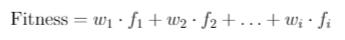 Fitness = w₁ · f₁ + w₂ · f₂ + … + wᵢ · fᵢ